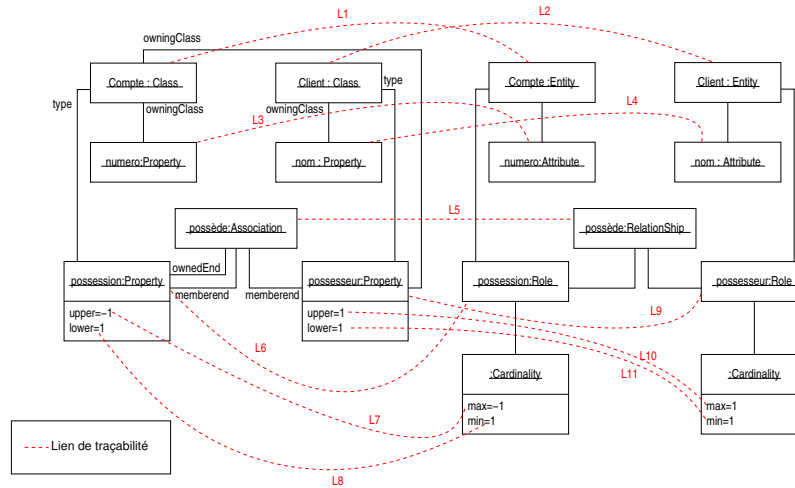 L1
L2
owningClass
Compte : Class
Client : Class
type
Compte :Entity
Client : Entity
type
owningClass
owningClass
L3
L4
numero:Property
nom : Property
numero:Attribute
nom : Attribute
possède:Association
L5
possède:RelationShip
ownedEnd
possession:Property
memberend
memberend
possesseur:Property
possession:Role
possesseur:Role
upper=-1
lower=1
upper=1
lower=1
L9
L6
L10
L11
:Cardinality
:Cardinality
max=-1
min=1
max=1
min=1
L7
Lien de traçabilité
L8